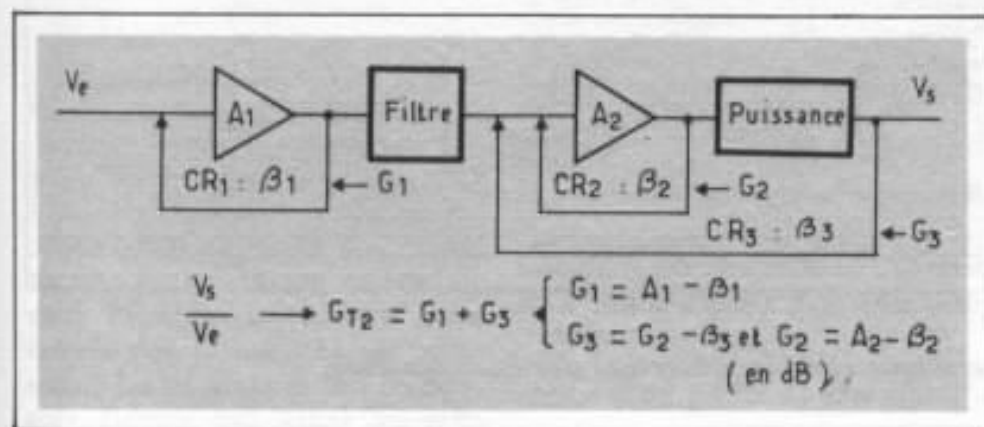 Ve
A1
Filtre
A2
Puissance
Vs
CR1 : β1
G1
CR2 : β2
G2
CR3 : β3
G3
Vs
Ve
GT2 = G1 + G3
G1 = A1 - β1
G3 = G2 - β3 et G2 = A2 - β2
(en dB).